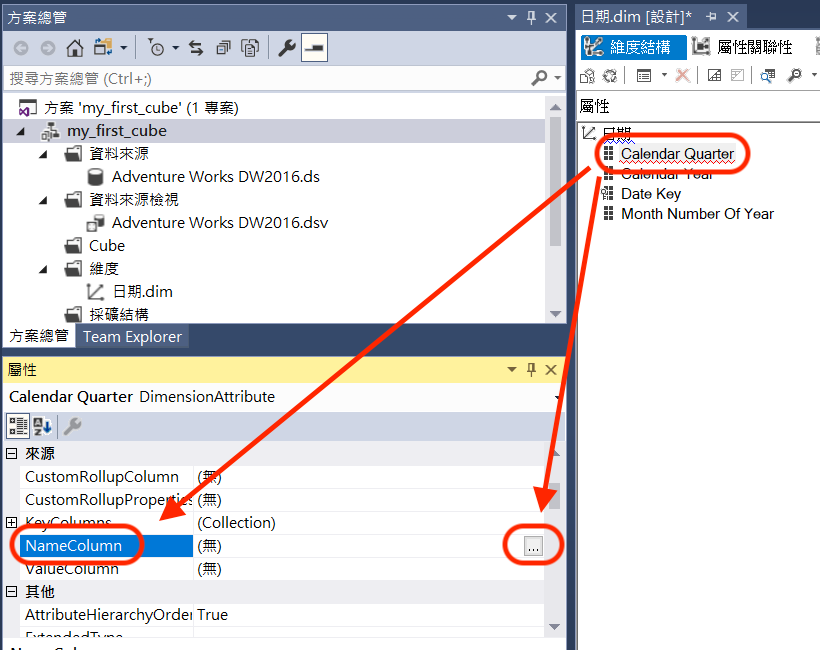 方案總管
搜尋方案總管 (Ctrl+;)
方案 'my_first_cube' (1 專案)
my_first_cube
資料來源
Adventure Works DW2016.ds
資料來源檢視
Adventure Works DW2016.dsv
Cube
維度
日期.dim
採礦結構
方案總管 Team Explorer
屬性
Calendar Quarter DimensionAttribute
來源
CustomRollupColumn (無)
CustomRollupProperties (無)
KeyColumns (Collection)
NameColumn (無) ...
ValueColumn (無)
其他
AttributeHierarchyOrder True
ExtendedType
日期.dim [設計]*
維度結構 屬性關聯性
屬性
日期
Calendar Quarter
Calendar Year
Date Key
Month Number Of Year